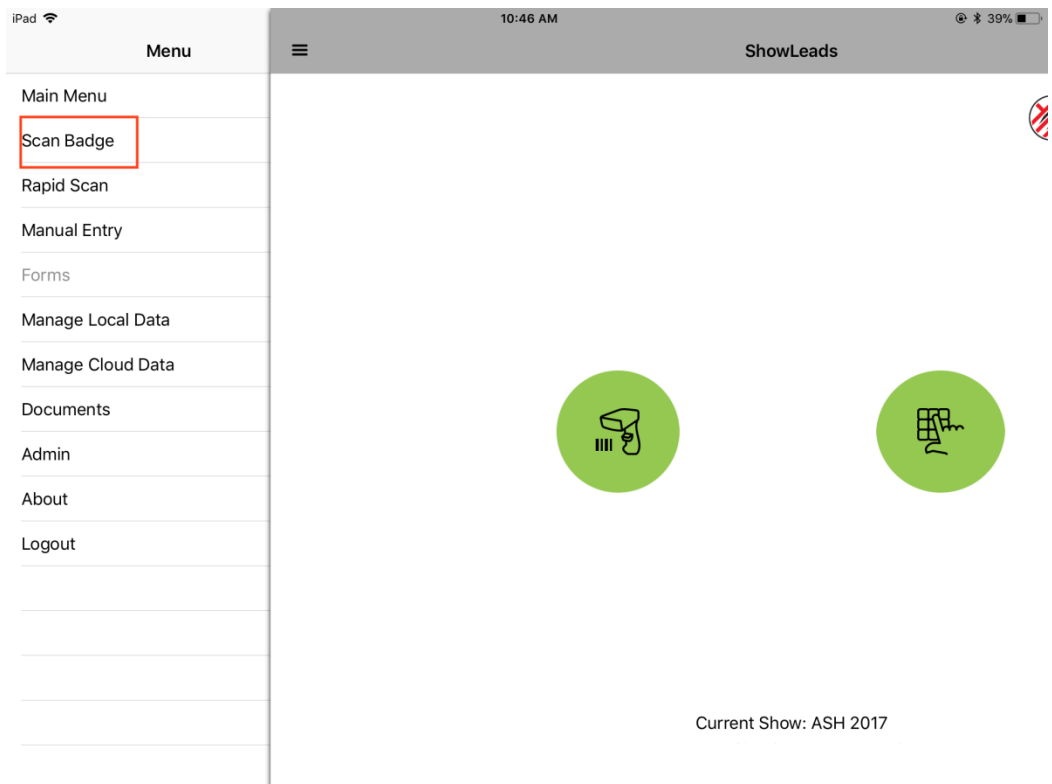 iPad
10:46 AM
39%
Menu
ShowLeads
Main Menu
Scan Badge
Rapid Scan
Manual Entry
Forms
Manage Local Data
Manage Cloud Data
Documents
Admin
About
Logout
Current Show: ASH 2017